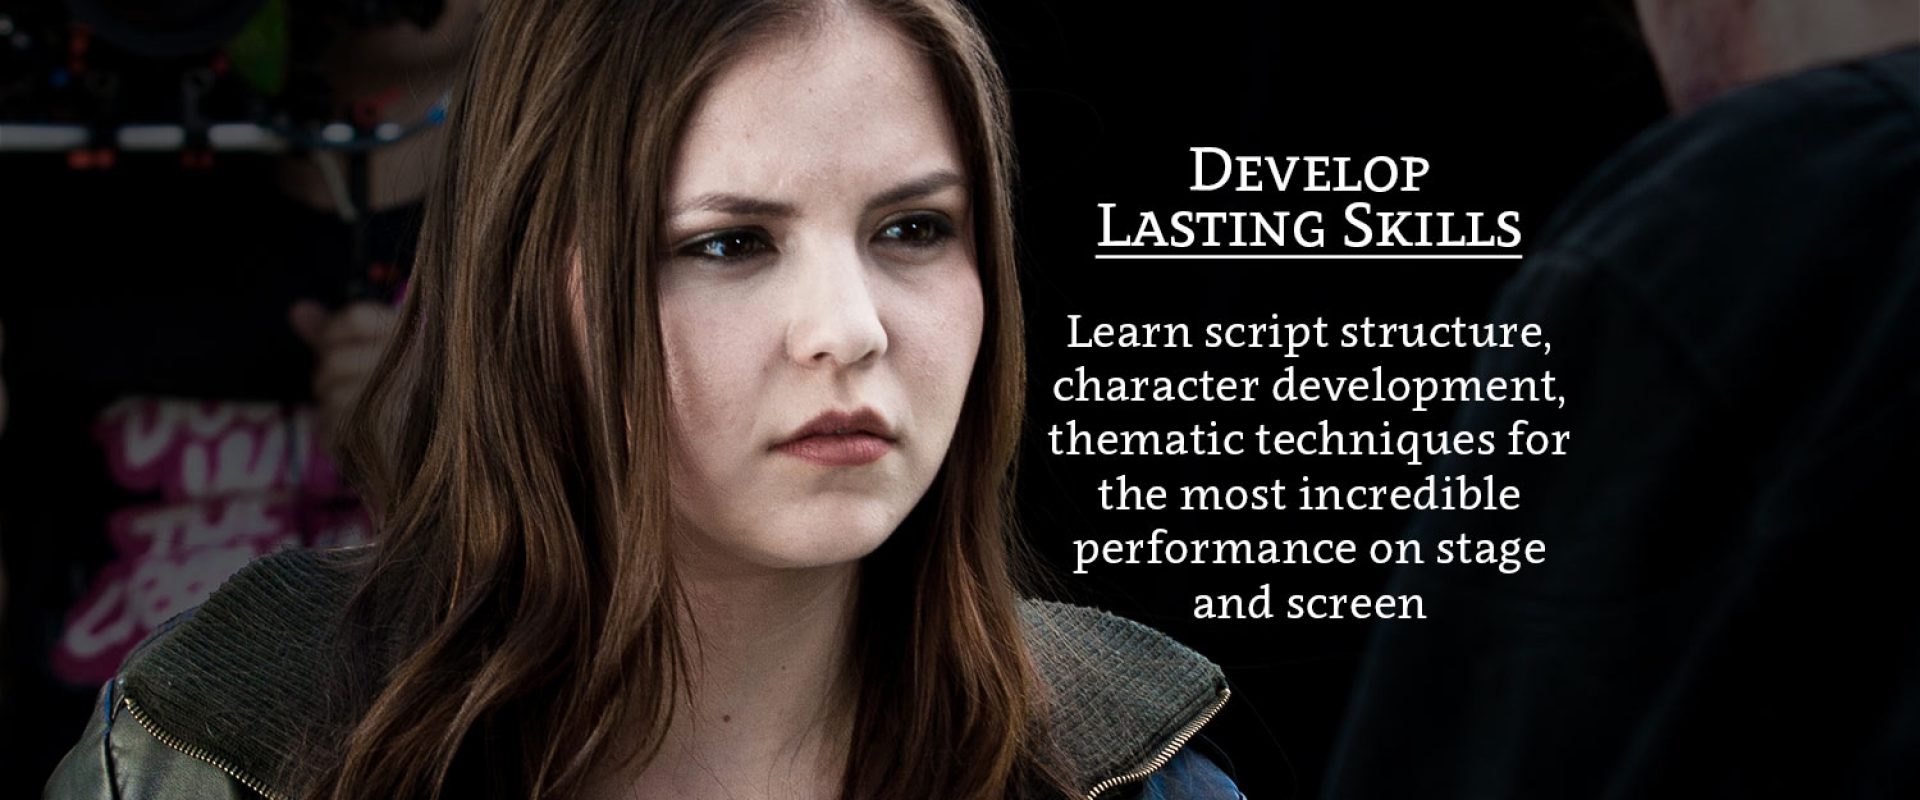 Develop
Lasting Skills
Learn script structure,
character development,
thematic techniques for
the most incredible
performance on stage
and screen